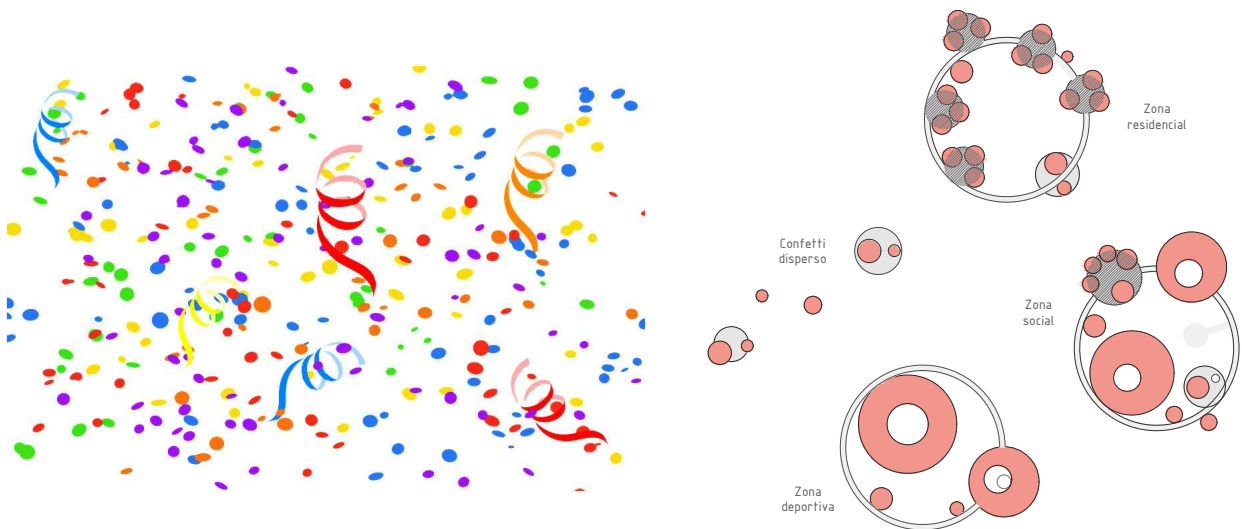 Zona
residencial
Confetti
disperso
Zona
social
Zona
deportiva